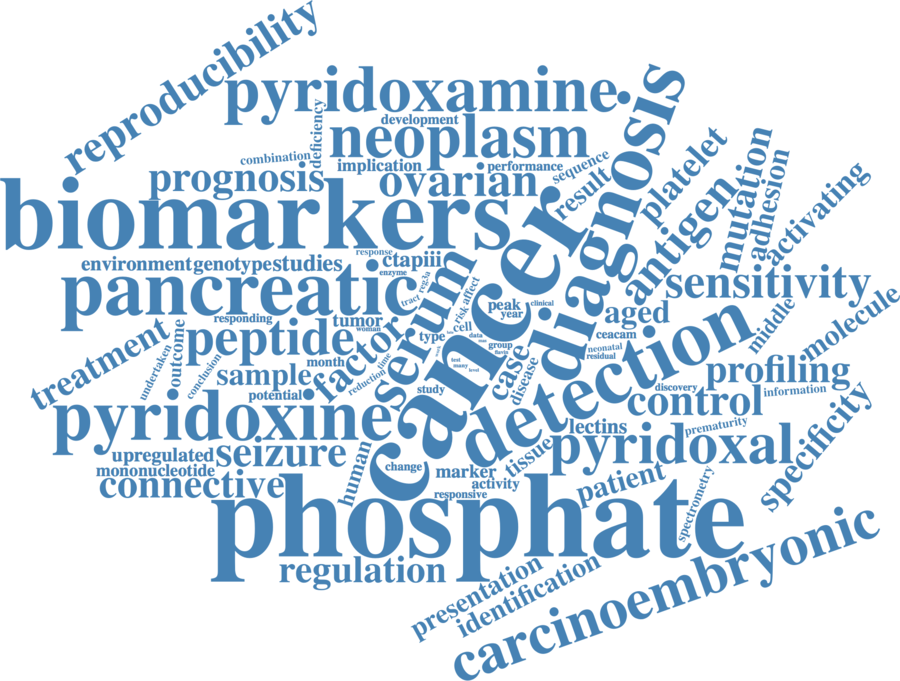 reproducibility
pyridoxamine
development
deficiency
neoplasm
combination
implication
performance
sequence
prognosis
ovarian
result
diagnosis
platelet
mutation
adhesion
activating
biomarkers
cancer
antigen
response
ctapiii
environment
genotype
studies
enzyme
serum
sensitivity
pancreatic
tract
reg3a
risk
affect
peak
year
clinical
aged
middle
molecule
responding
tumor
woman
factor
type
cell
data
ceacam
detection
treatment
outcome
undertaken
peptide
month
time
reduction
group
flavin
neonatal
residual
conclusion
sample
potential
study
test
many
level
case
disease
discovery
profiling
information
control
pyridoxine
lectins
prematurity
specificity
upregulated
seizure
human
change
marker
tissue
pyridoxal
mononucleotide
connective
activity
responsive
patient
spectrometry
phosphate
regulation
presentation
identification
carcinoembryonic